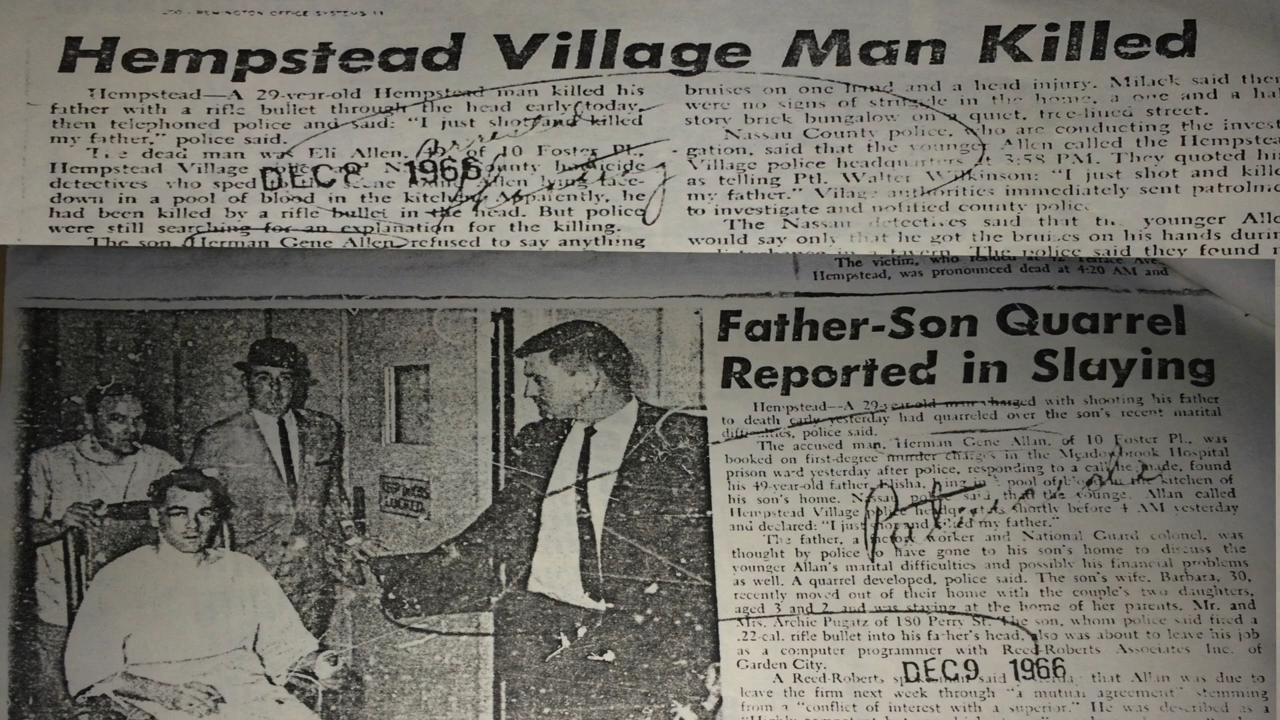 REMINGTON OFFICE SYSTEMS
Hempstead Village Man Killed
Hempstead—A 29-year-old Hempstead man killed his
father with a rifle bullet through the head early today,
then telephoned police and said: "I just shot and killed
my father," police said.
The dead man was Eli Allen, of 10 Foster Pl.,
Hempstead Village County homicide
DEC 8 1966
detectives who sped Allen lying face-
down in a pool of blood in the kitchen. Apparently, he
had been killed by a rifle bullet in the head. But police
were still searching for an explanation for the killing.
The son, Herman Gene Allen, refused to say anything
bruises on one hand and a head injury. Milack said
were no signs of struggle in the home, a one and a
story brick bungalow on a quiet, tree-lined street.
Nassau County police, who are conducting the
gation, said that the younger Allen called the
Village police headquarters at 3:58 PM. They quoted
as telling Ptl. Walter Wilkinson: "I just shot and
my father." Vilage authorities immediately sent
to investigate and notified county police.
The Nassau detectives said that the younger
would say only that he got the bruises on his hands
The police said they found
The victim, who
Hempstead, was pronounced dead at 4:20 AM and
Father-Son Quarrel
Reported in Slaying
Hempstead—A 29-year-old man charged with shooting his father
to death early yesterday had quarreled over the son's recent marital
difficulties, police said.
The accused man, Herman Gene Allan, of 10 Foster Pl., was
booked on first-degree murder charges in the Meadowbrook Hospital
prison ward yesterday after police, responding to a call he made, found
his 49-year-old father, Elisha, lying in a pool of blood in the kitchen of
his son's home. Nassau police said that the younger Allan called
Hempstead Village police headquarters shortly before 4 AM yesterday
and declared: "I just shot and killed my father."
The father, a factory worker and National Guard colonel, was
thought by police to have gone to his son's home to discuss the
younger Allan's marital difficulties and possibly his financial problems
as well. A quarrel developed, police said. The son's wife, Barbara, 30,
recently moved out of their home with the couple's two daughters,
aged 3 and 2, and was staying at the home of her parents, Mr. and
Mrs. Archie Pugatz of 180 Perry St. The son, whom police said fired a
.22-cal. rifle bullet into his father's head, also was about to leave his job
as a computer programmer with Reed-Roberts Associates Inc. of
Garden City.
DEC 9 1966
A Reed-Roberts said that Allan was due to
leave the firm next week through "a mutual agreement" stemming
from a "conflict of interest with a superior." He was described as a